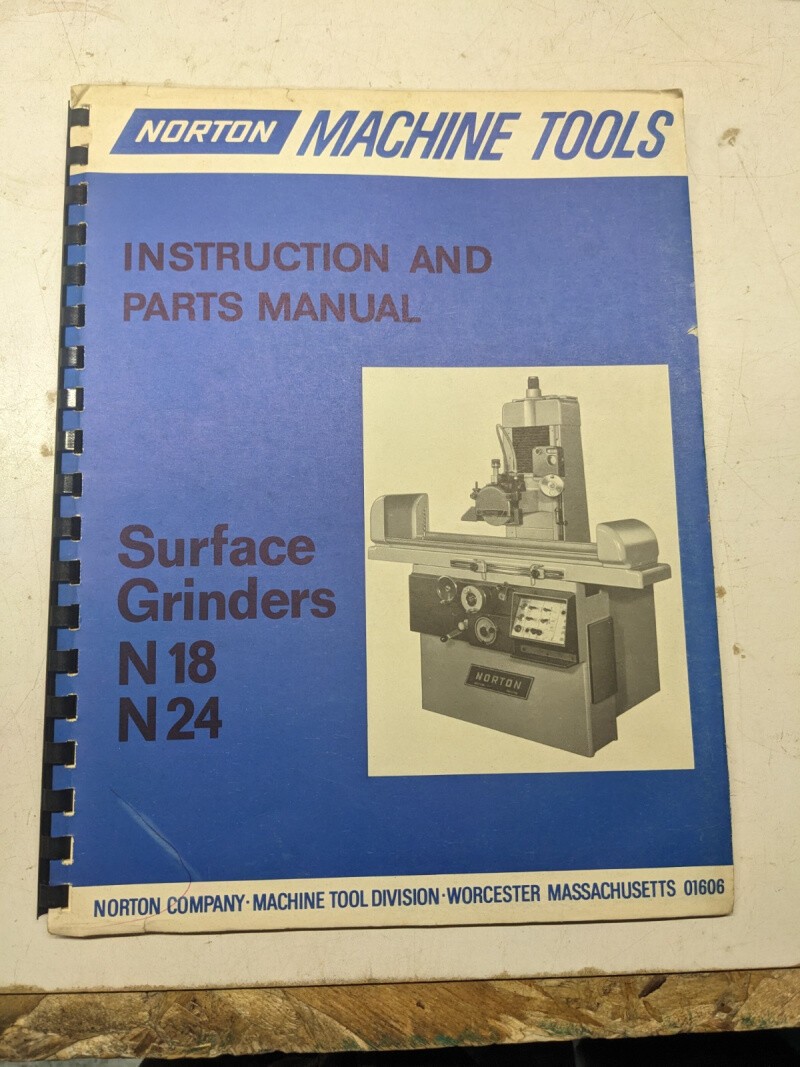 NORTON MACHINE TOOLS
INSTRUCTION AND
PARTS MANUAL
Surface
Grinders
N 18
N 24
NORTON
NORTON COMPANY · MACHINE TOOL DIVISION · WORCESTER MASSACHUSETTS 01606